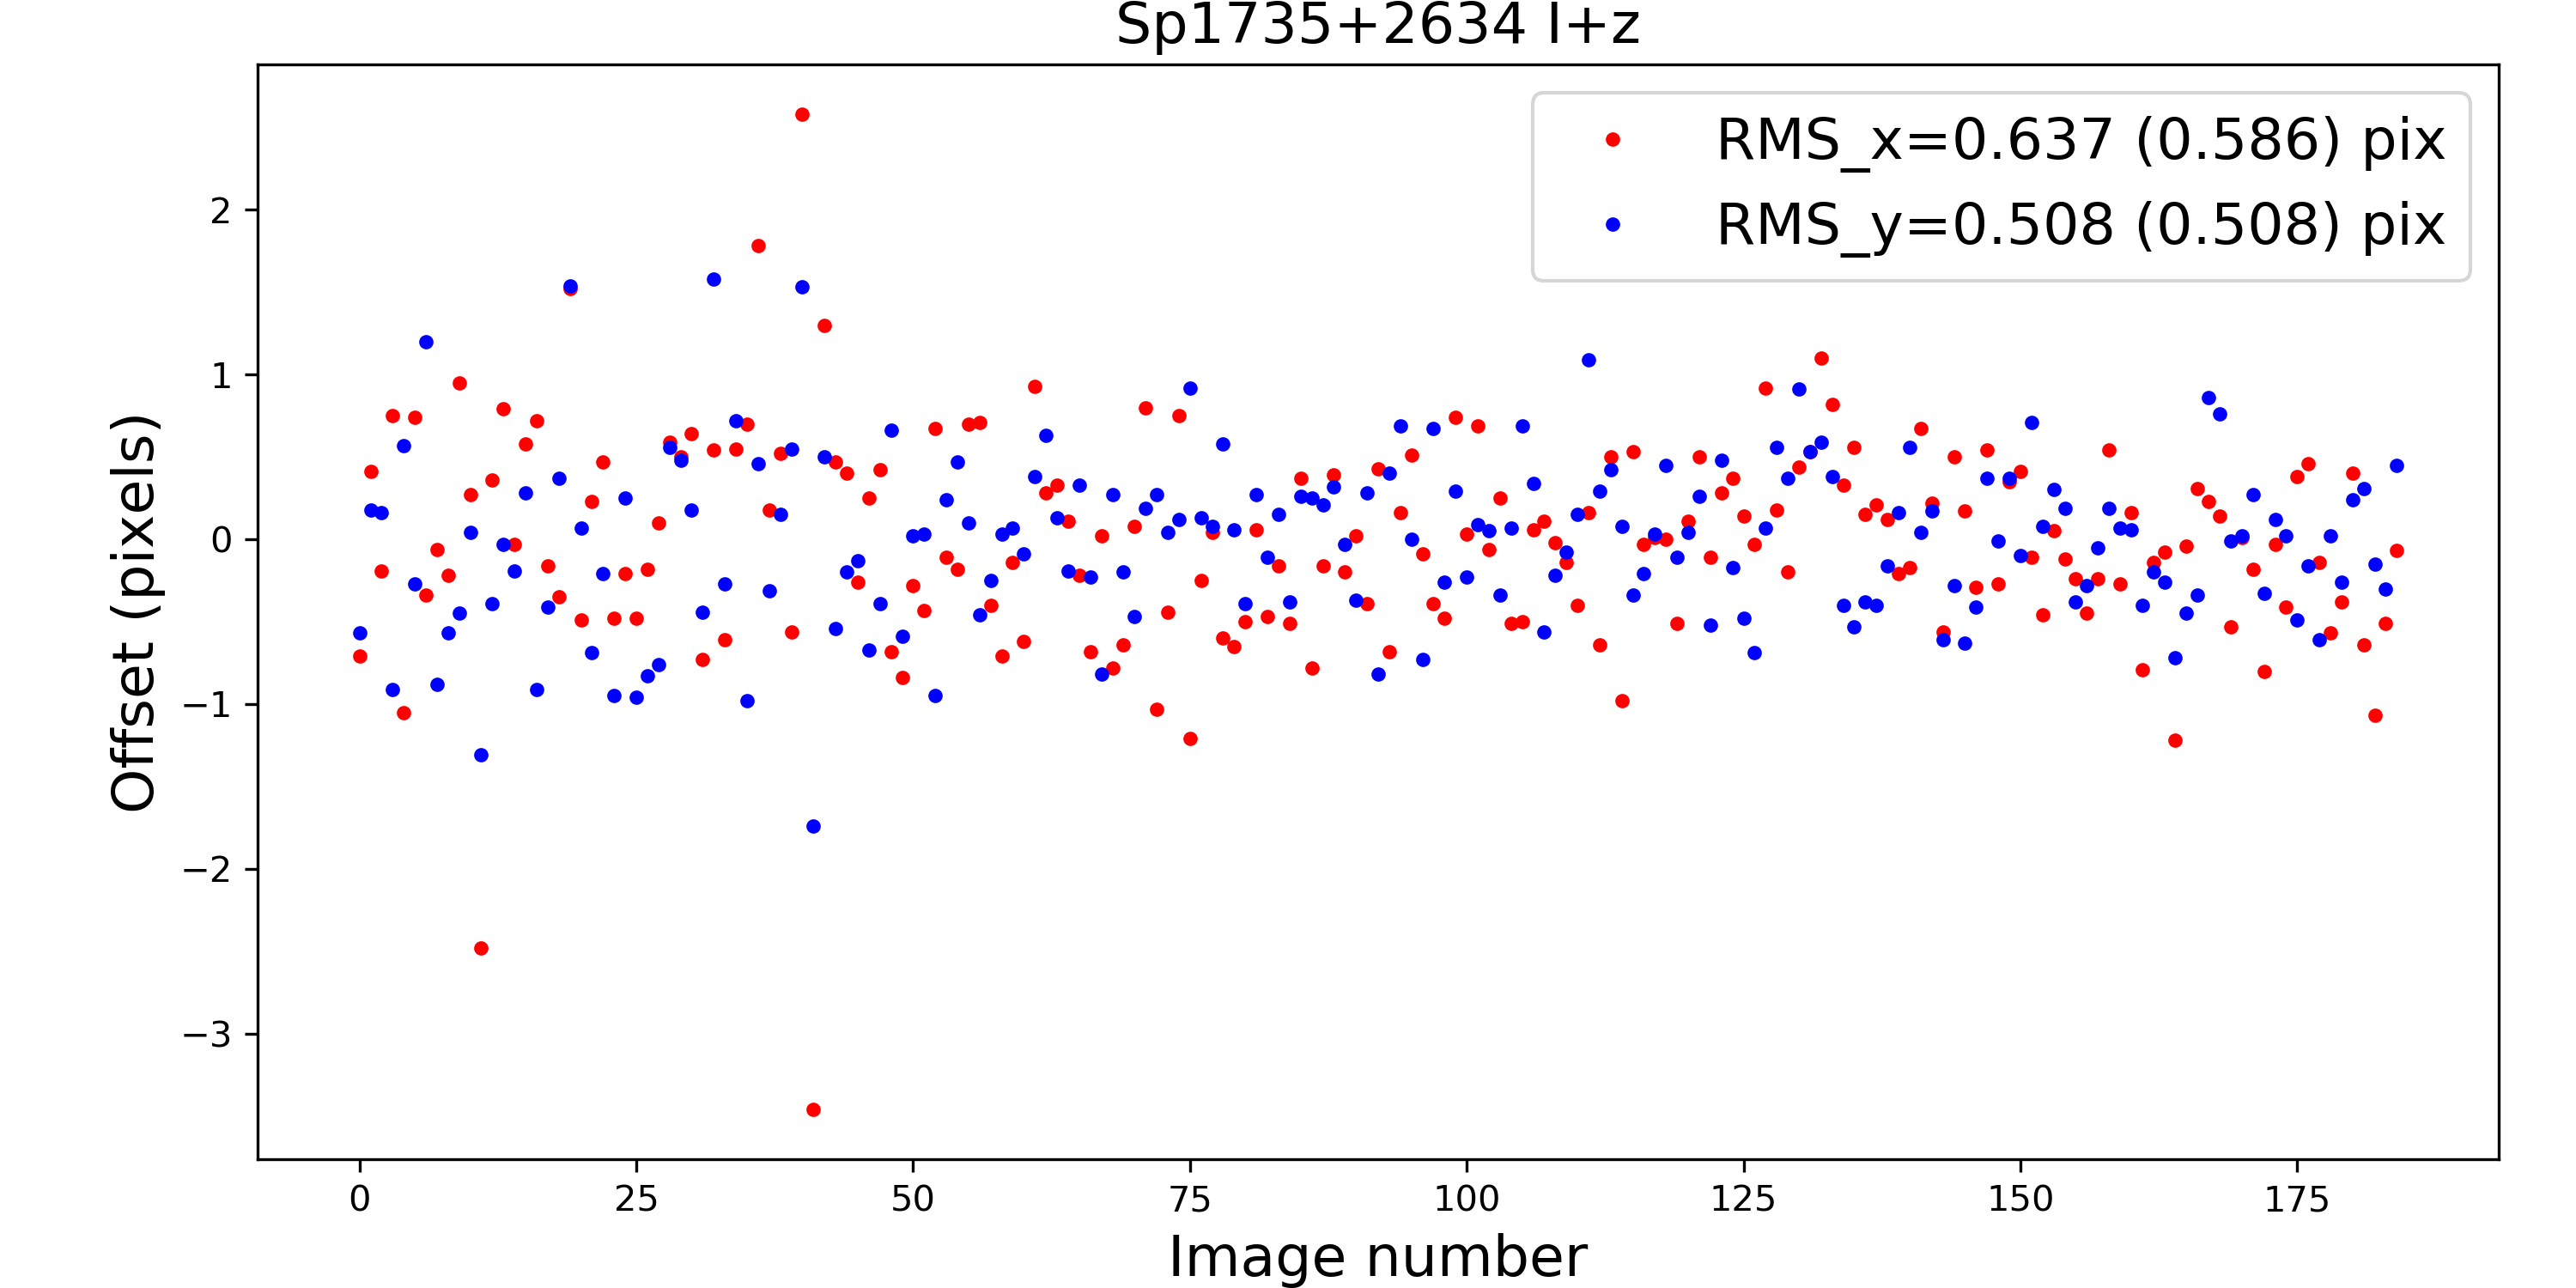 Sp1735+2634 I+z
RMS_x=0.637 (0.586) pix
RMS_y=0.508 (0.508) pix
Offset (pixels)
2
1
0
−1
−2
−3
0 25 50 75 100 125 150 175
Image number